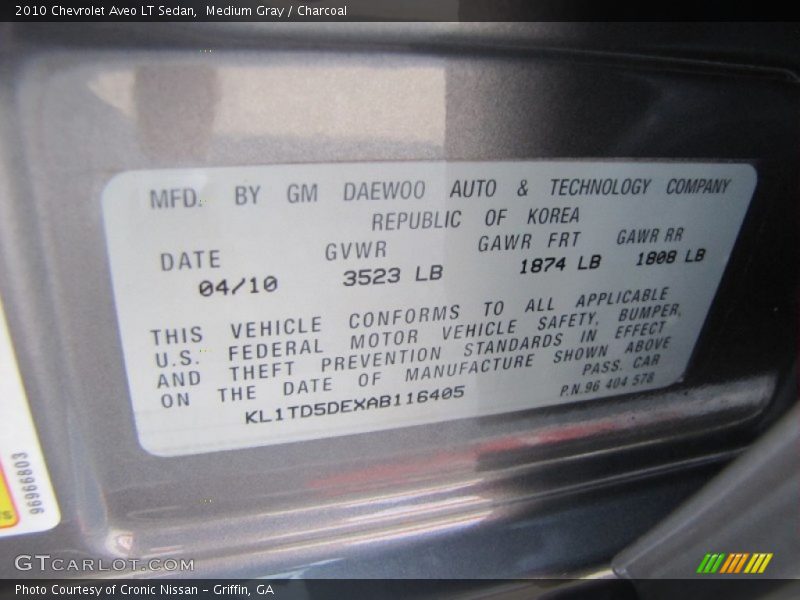 2010 Chevrolet Aveo LT Sedan, Medium Gray / Charcoal
MFD. BY GM DAEWOO AUTO & TECHNOLOGY COMPANY
REPUBLIC OF KOREA
DATE GVWR GAWR FRT GAWR RR
04/10 3523 LB 1874 LB 1808 LB
THIS VEHICLE CONFORMS TO ALL APPLICABLE
U.S. FEDERAL MOTOR VEHICLE SAFETY, BUMPER,
AND THEFT PREVENTION STANDARDS IN EFFECT
ON THE DATE OF MANUFACTURE SHOWN ABOVE
KL1TD5DEXAB116405 PASS. CAR
P.N.96 404 578
96966803
GTCARLOT.COM
Photo Courtesy of Cronic Nissan – Griffin, GA